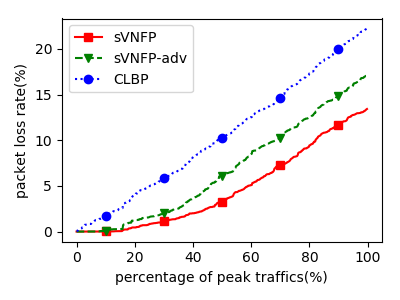 sVNFP
sVNFP-adv
CLBP
packet loss rate(%)
20
15
10
5
0
0 20 40 60 80 100
percentage of peak traffics(%)